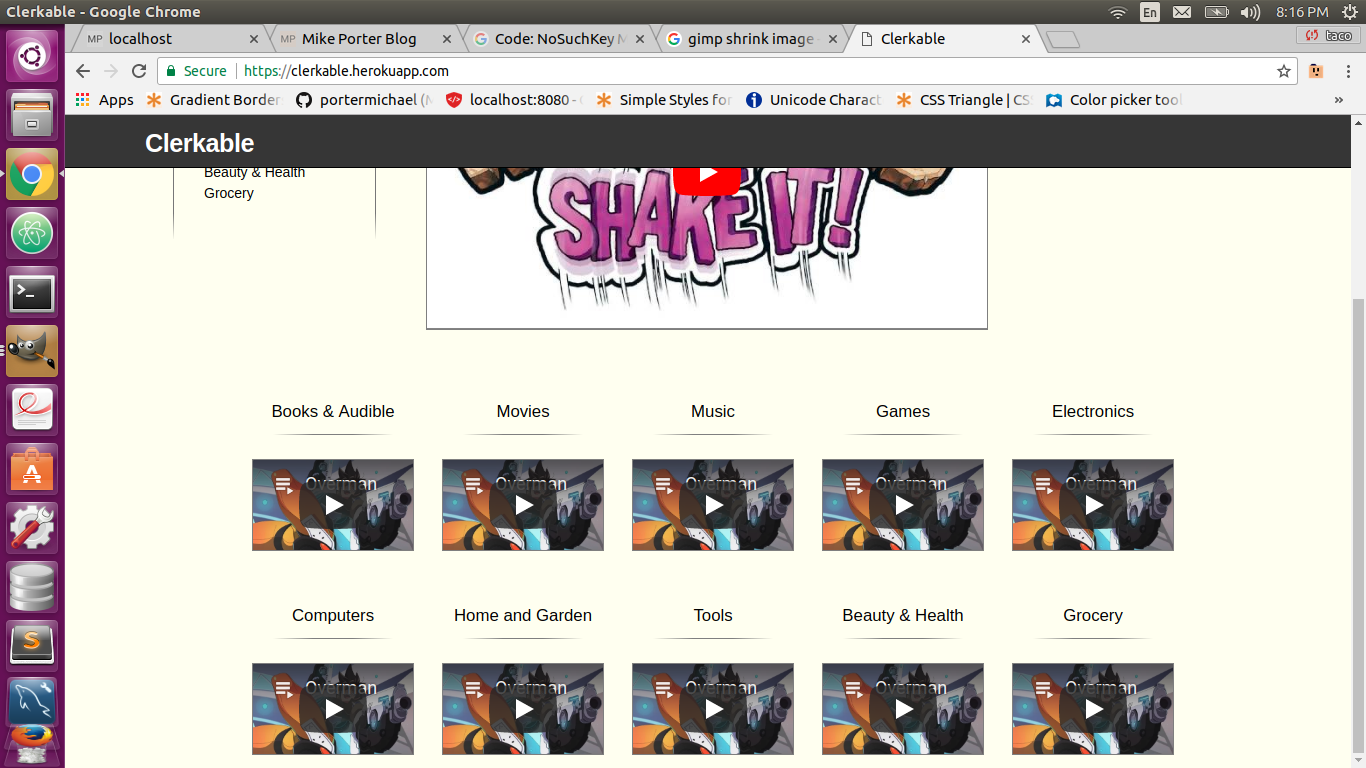 Clerkable - Google Chrome
En
8:16 PM
MP localhost
MP Mike Porter Blog
Code: NoSuchKey M
gimp shrink image -
Clerkable
taco
Secure https://clerkable.herokuapp.com
Apps
Gradient Border
portermichael (M
localhost:8080 -
Simple Styles for
Unicode Charact
CSS Triangle | CS
Color picker tool
»
Clerkable
Beauty & Health
Grocery
SHAKE IT!
Books & Audible
Movies
Music
Games
Electronics
Overman
Overman
Overman
Overman
Overman
Computers
Home and Garden
Tools
Beauty & Health
Grocery
Overman
Overman
Overman
Overman
Overman